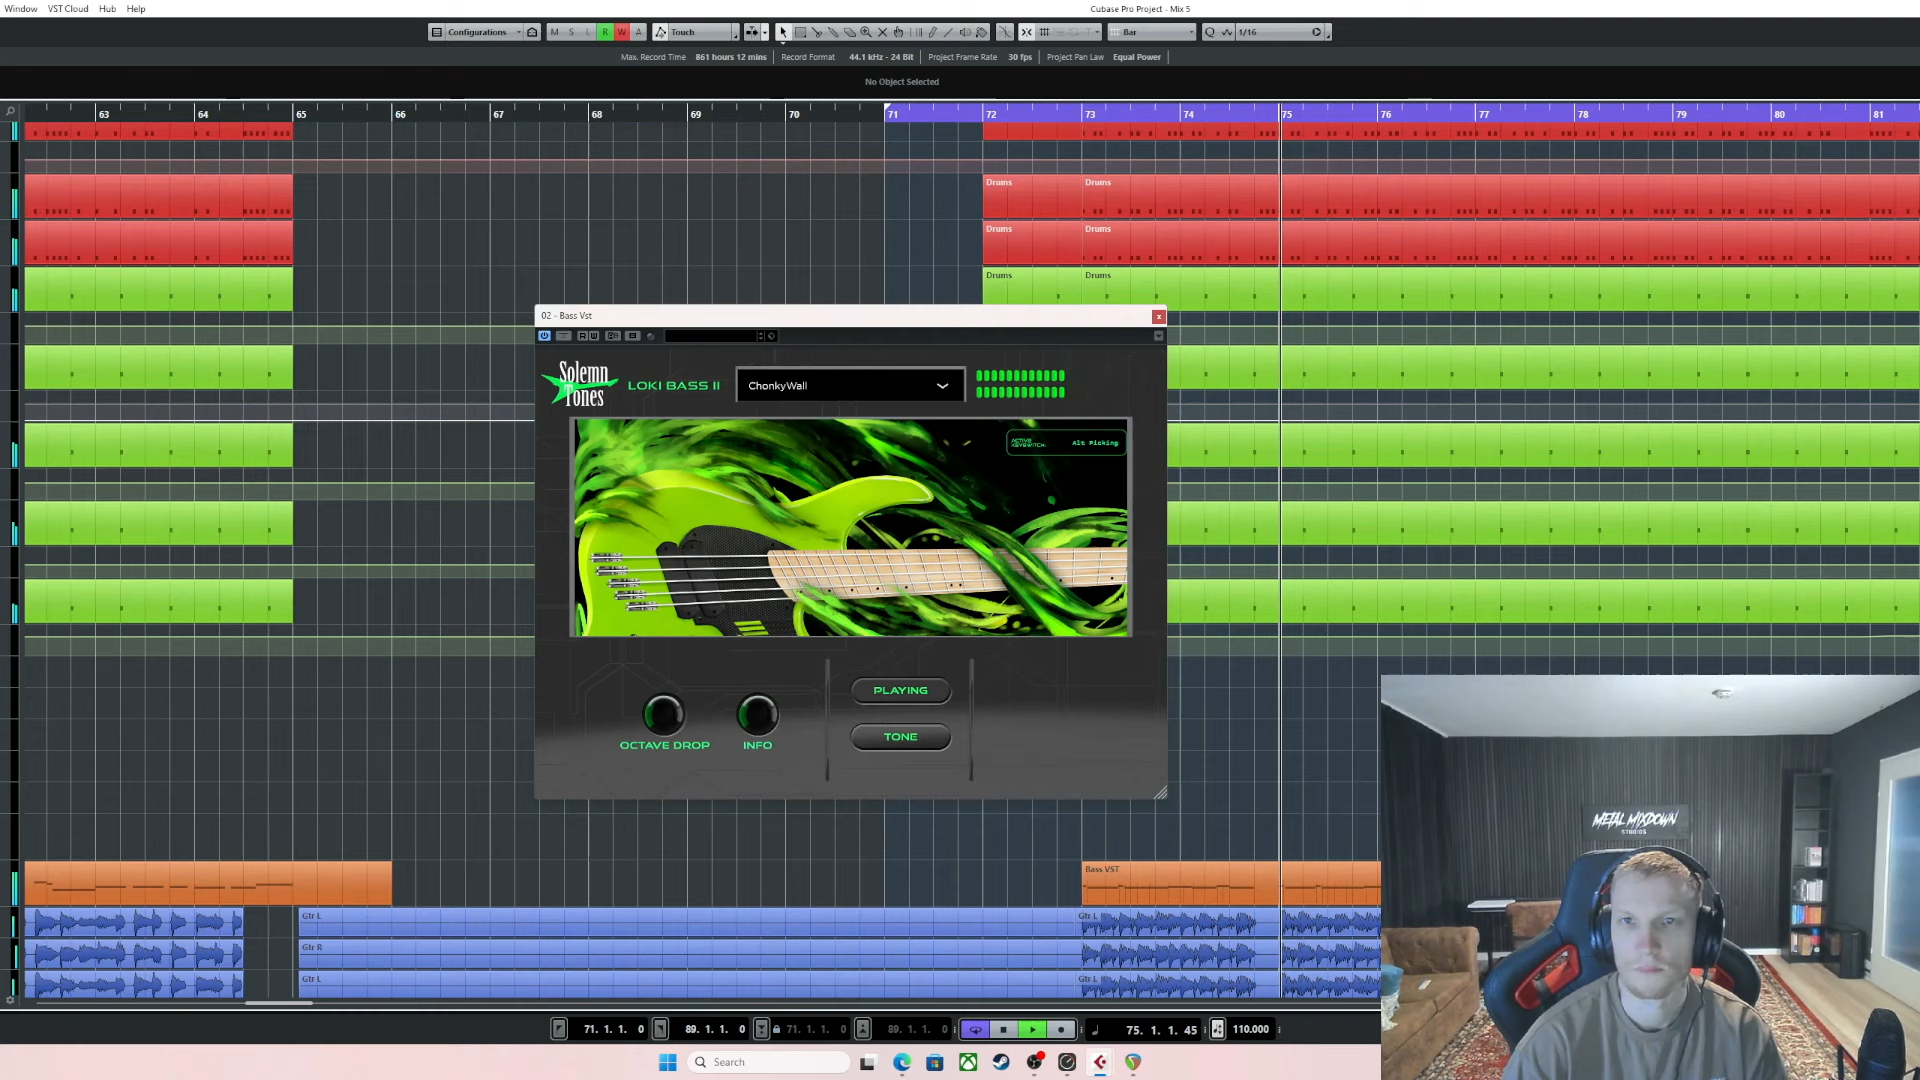 Window VST Cloud Hub Help
Cubase Pro Project - Mix 5
Configurations M S L R W A Touch Bar Q 1/16
Max. Record Time 861 hours 12 mins Record Format 44.1 kHz - 24 Bit Project Frame Rate 30 fps Project Pan Law Equal Power
No Object Selected
63 64 65 66 67 68 69 70 71 72 73 74 75 76 77 78 79 80 81
Drums Drums
Drums Drums
Drums Drums
02 - Bass Vst
R W
Solemn Tones
LOKI BASS II
ChonkyWall
ACTIVE KEYSWITCH: Alt Picking
PLAYING
OCTAVE DROP INFO
TONE
Bass VST
Gtr L Gtr L
Gtr R
Gtr L Gtr L
METAL MIXDOWN
STUDIOS
71. 1. 1. 0 89. 1. 1. 0 71. 1. 1. 0 89. 1. 1. 0 75. 1. 1. 45 110.000
Search